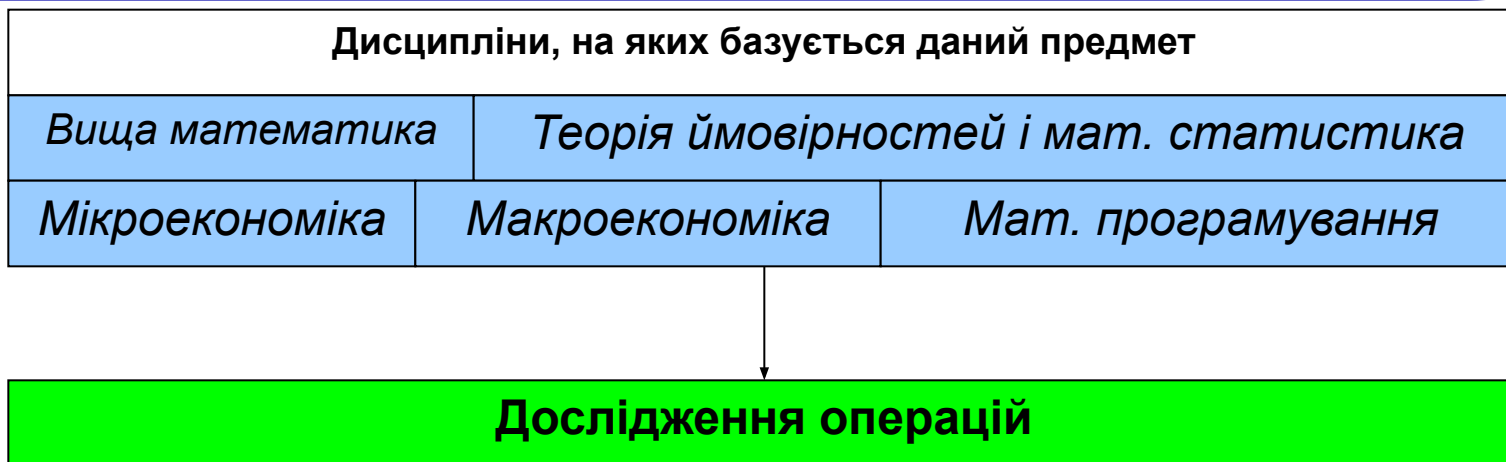 Дисципліни, на яких базується даний предмет
Вища математика
Теорія ймовірностей і мат. статистика
Мікроекономіка
Макроекономіка
Мат. програмування
Дослідження операцій